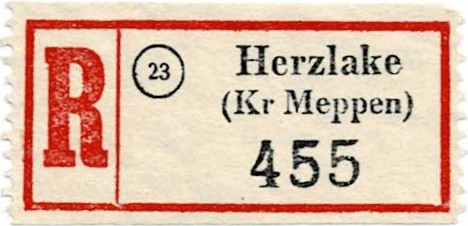 R
23
Herzlake
(Kr Meppen)
455